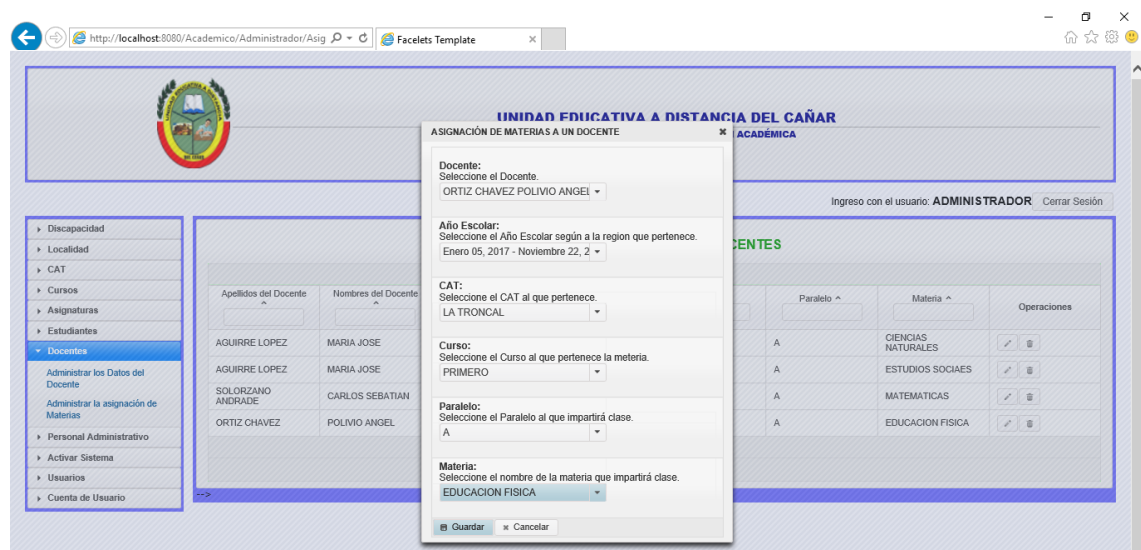 http://localhost:8080/Academico/Administrador/Asig
Facelets Template
UNIDAD EDUCATIVA A DISTANCIA DEL CAÑAR
ACADÉMICA
Ingreso con el usuario: ADMINISTRADOR
Cerrar Sesión
Discapacidad
Localidad
CAT
Cursos
Asignaturas
Estudiantes
Docentes
Administrar los Datos del
Docente
Administrar la asignación de
Materias
Personal Administrativo
Activar Sistema
Usuarios
Cuenta de Usuario
CENTES
Apellidos del Docente Nombres del Docente Paralelo Materia Operaciones
AGUIRRE LOPEZ MARIA JOSE A CIENCIAS
NATURALES
AGUIRRE LOPEZ MARIA JOSE A ESTUDIOS SOCIAES
SOLORZANO
ANDRADE CARLOS SEBATIAN A MATEMATICAS
ORTIZ CHAVEZ POLIVIO ANGEL A EDUCACION FISICA
-->
ASIGNACIÓN DE MATERIAS A UN DOCENTE
Docente:
Seleccione el Docente.
ORTIZ CHAVEZ POLIVIO ANGEL
Año Escolar:
Seleccione el Año Escolar según a la region que pertenece.
Enero 05, 2017 - Noviembre 22, 2
CAT:
Seleccione el CAT al que pertenece.
LA TRONCAL
Curso:
Seleccione el Curso al que pertenece la meteria.
PRIMERO
Paralelo:
Seleccione el Paralelo al que impartirá clase.
A
Materia:
Seleccione el nombre de la materia que impartirá clase.
EDUCACION FISICA
Guardar Cancelar